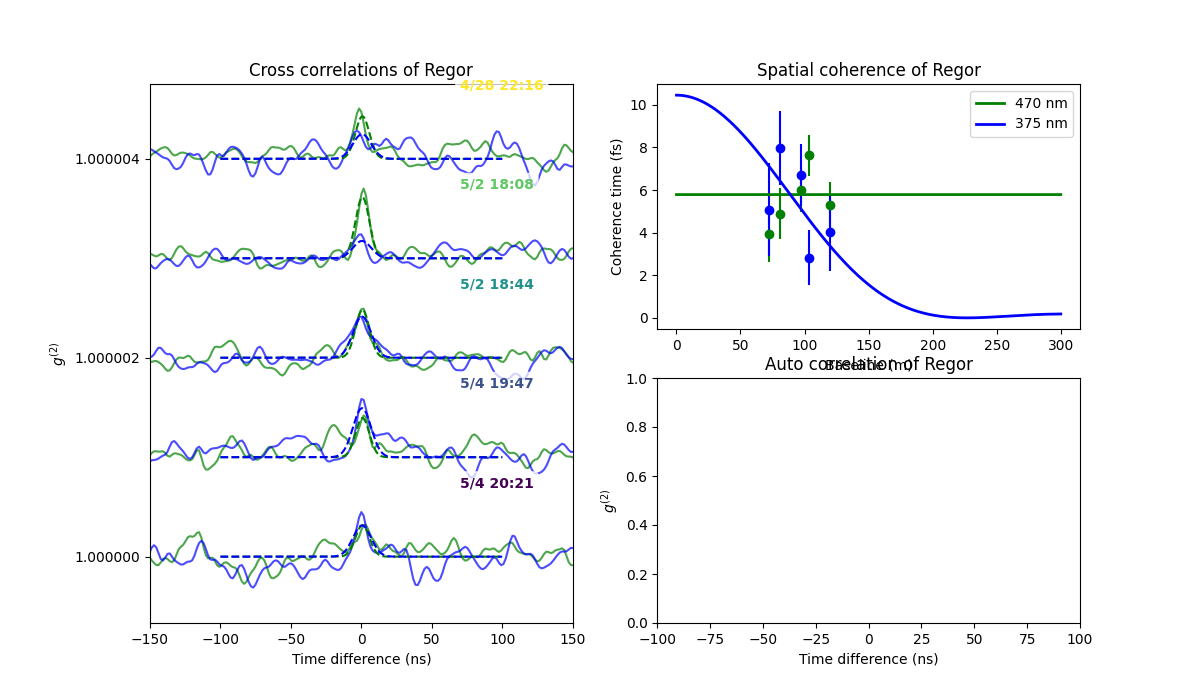 Cross correlations of Regor
g(2)
1.000004
1.000002
1.000000
4/28 22:16
5/2 18:08
5/2 18:44
5/4 19:47
5/4 20:21
−150 −100 −50 0 50 100 150
Time difference (ns)
Spatial coherence of Regor
Coherence time (fs)
10
8
6
4
2
0
470 nm
375 nm
0 50 100 150 200 250 300
Baseline (m)
Auto correlation of Regor
g(2)
1.0
0.8
0.6
0.4
0.2
0.0
−100 −75 −50 −25 0 25 50 75 100
Time difference (ns)